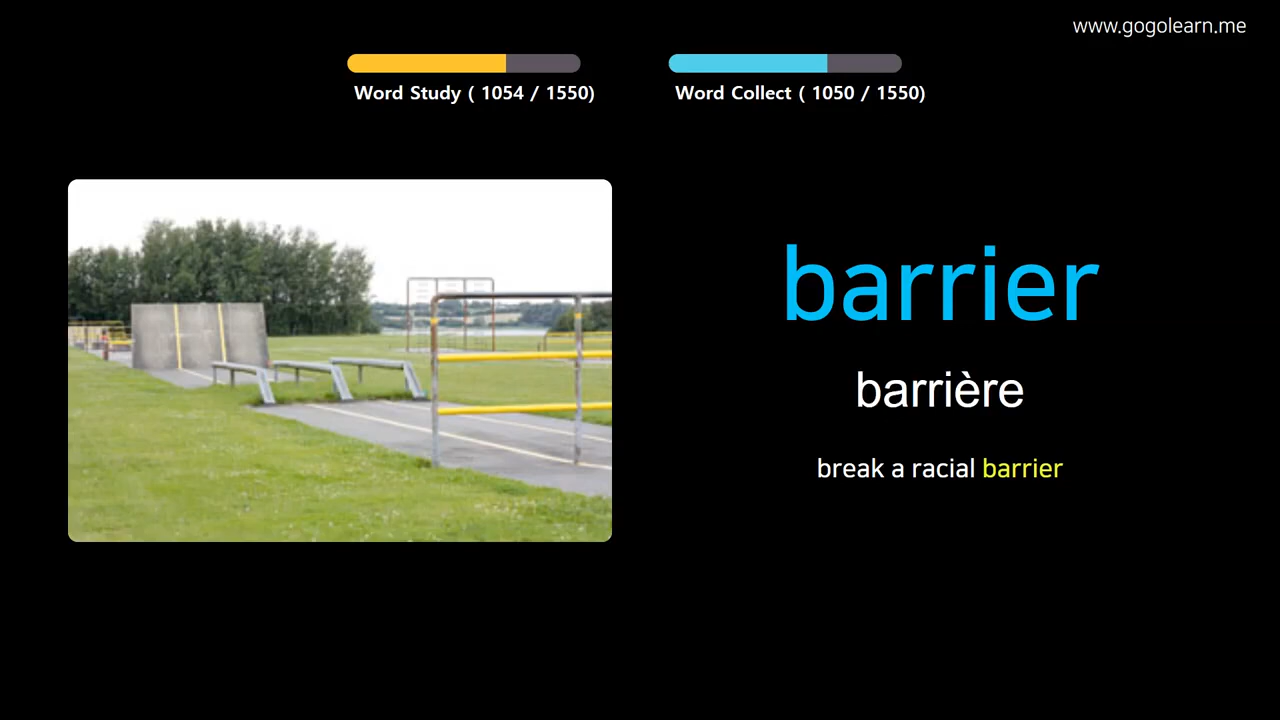 www.gogolearn.me
Word Study ( 1054 / 1550)
Word Collect ( 1050 / 1550)
barrier
barrière
break a racial barrier